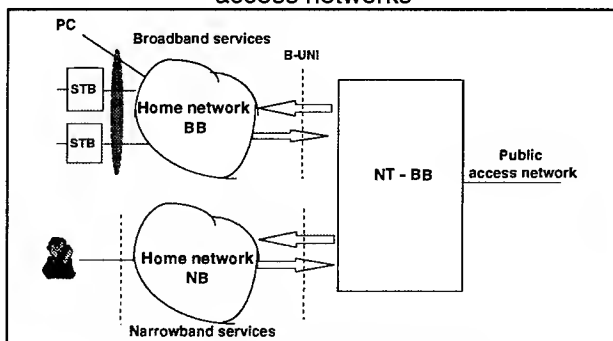 access networks
PC
Broadband services
B-UNI
STB
STB
Home network
BB
NT - BB
Public
access network
Home network
NB
Narrowband services